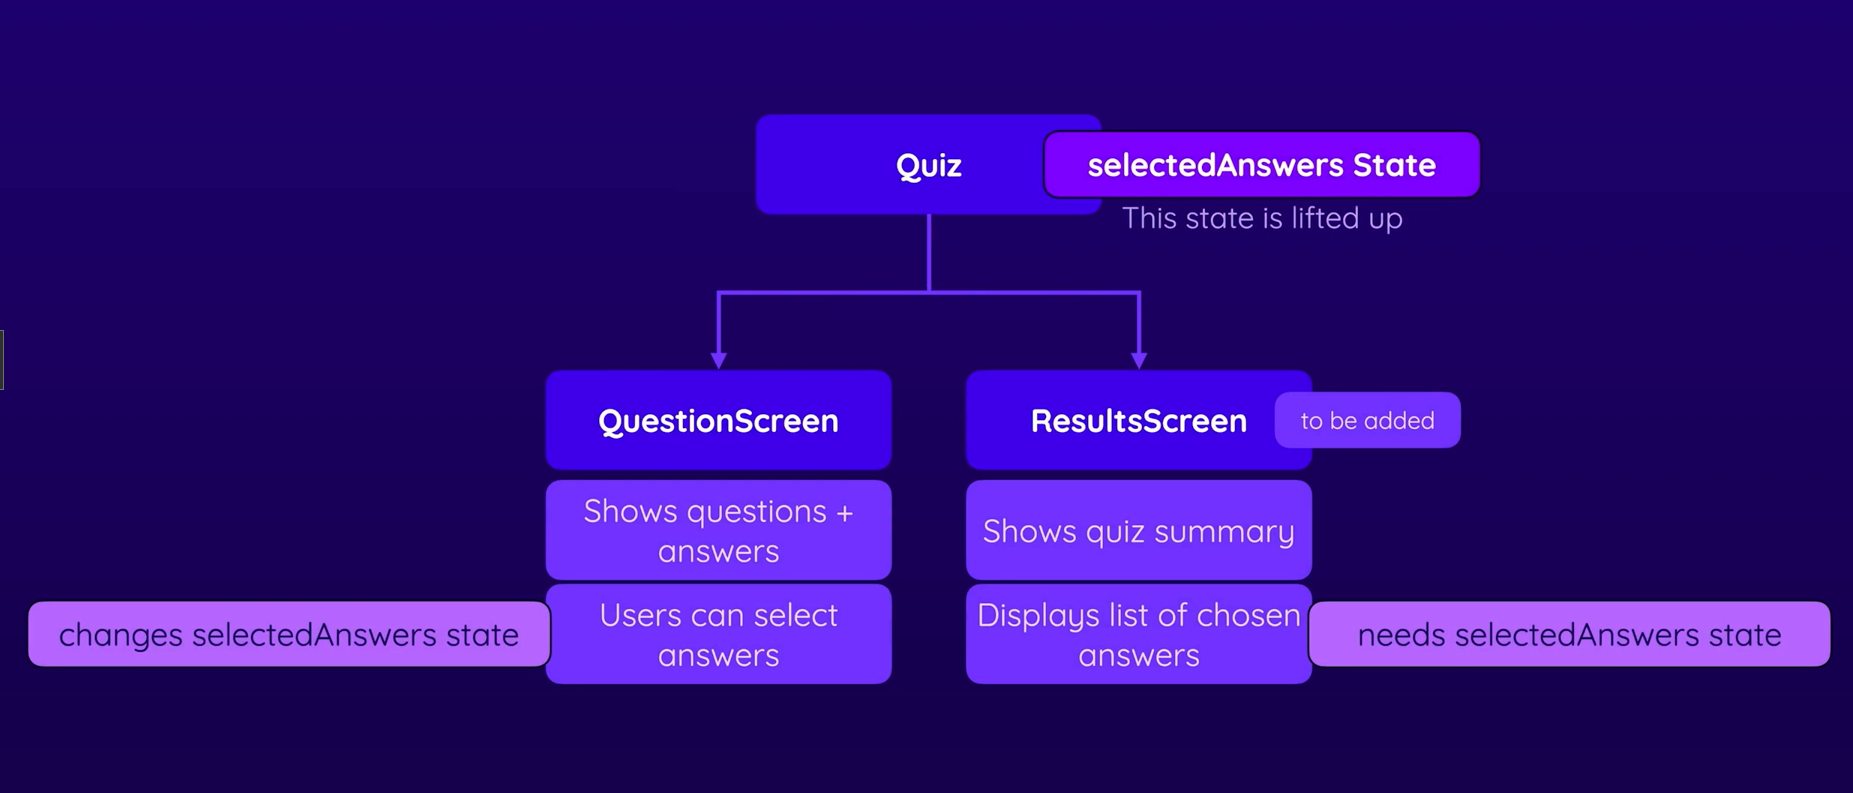 Quiz
selectedAnswers State
This state is lifted up
QuestionScreen
ResultsScreen
to be added
Shows questions +
answers
Shows quiz summary
changes selectedAnswers state
Users can select
answers
Displays list of chosen
answers
needs selectedAnswers state